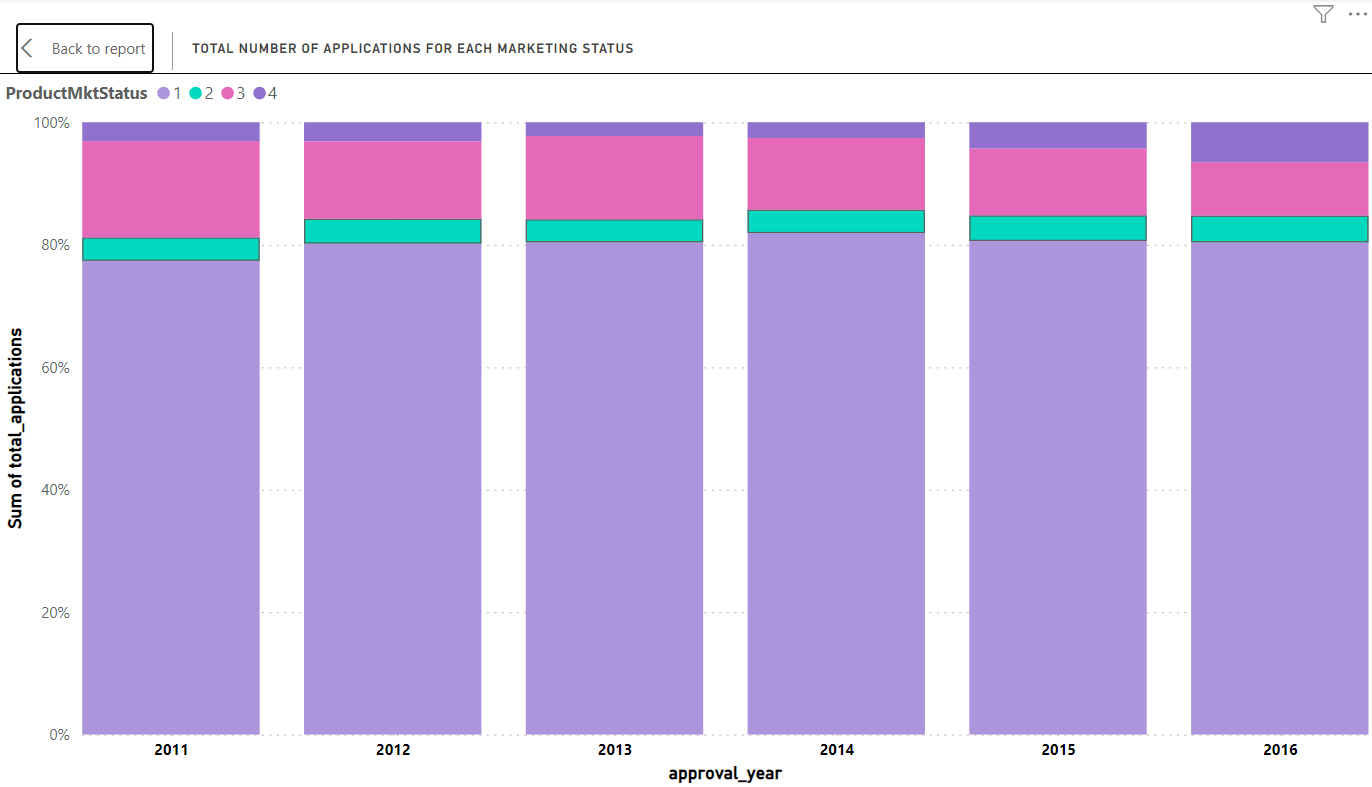 Back to report
TOTAL NUMBER OF APPLICATIONS FOR EACH MARKETING STATUS
ProductMktStatus 1 2 3 4
100%
80%
60%
40%
20%
0%
Sum of total_applications
2011 2012 2013 2014 2015 2016
approval_year